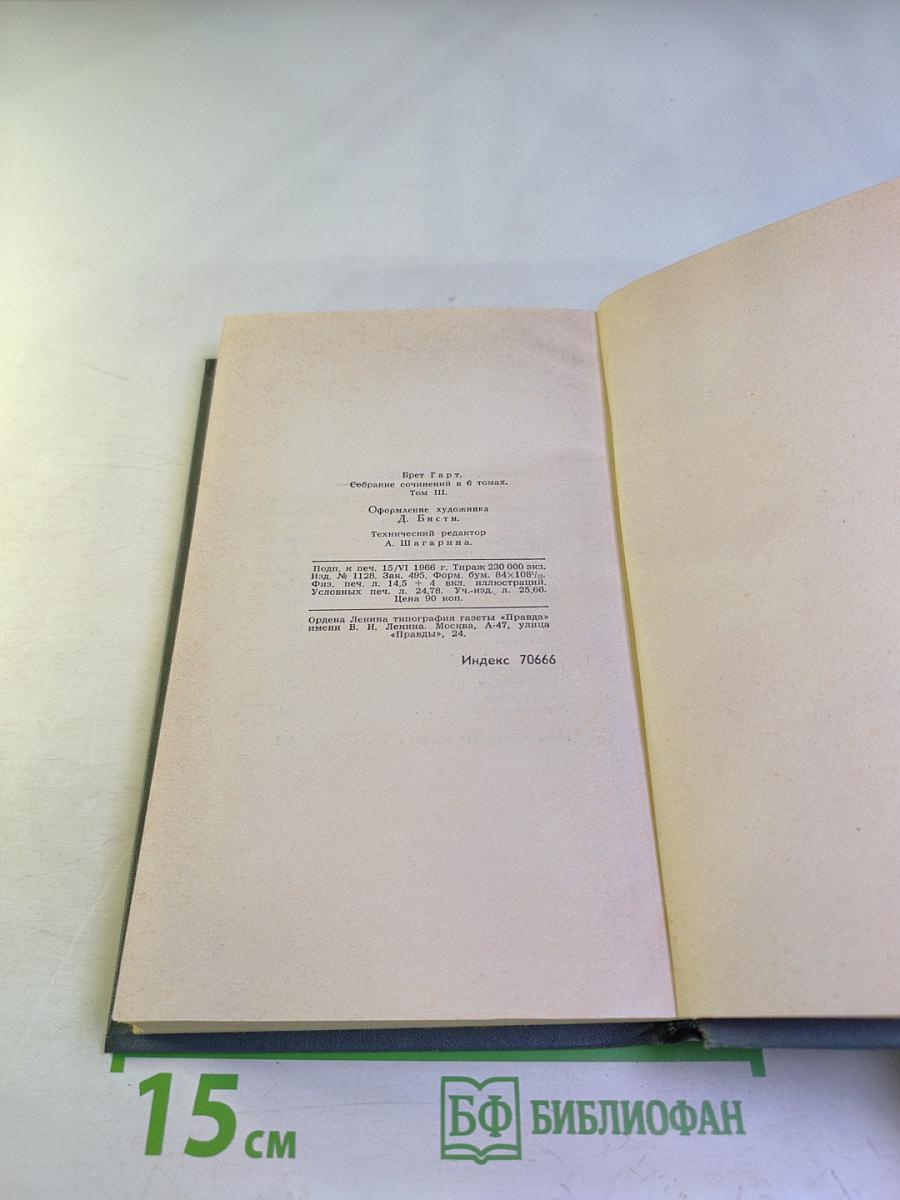 Брет Гарт.
Собрание сочинений в 6 томах.
Том III.
Оформление художника
Д. Бисти.
Технический редактор
А. Шагарина.
Подп. к печ. 15/VI 1966 г. Тираж 230 000 экз.
Изд. № 1128. Зак. 495. Форм. бум. 84×108¹/₃₂.
Физ. печ. л. 14,5 + 4 вкл. иллюстраций.
Условных печ. л. 24,78. Уч.-изд. л. 25,66.
Цена 90 коп.
Ордена Ленина типография газеты «Правда»
имени В. И. Ленина. Москва, А-47, улица
«Правды», 24.
Индекс 70666
15 см
БФ БИБЛИОФАН